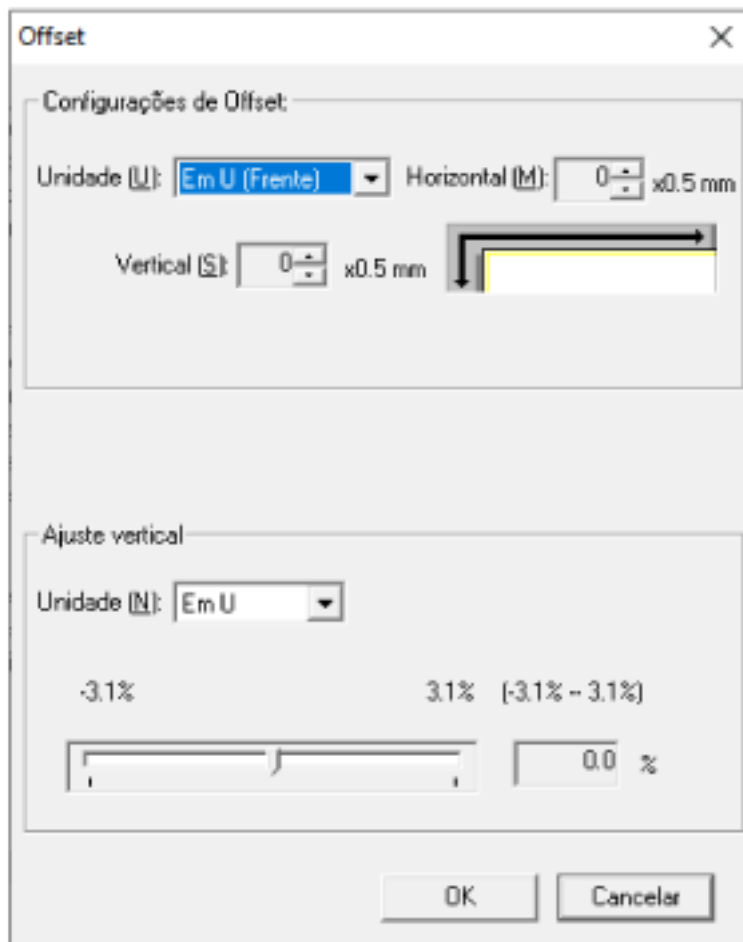 Offset
Configurações de Offset:
Unidade (U): Em U (Frente) Horizontal (M): 0 x0.5 mm
Vertical (S): 0 x0.5 mm
Ajuste vertical
Unidade (N): Em U
-3.1% 3.1% (-3.1% -- 3.1%)
0.0 %
OK Cancelar